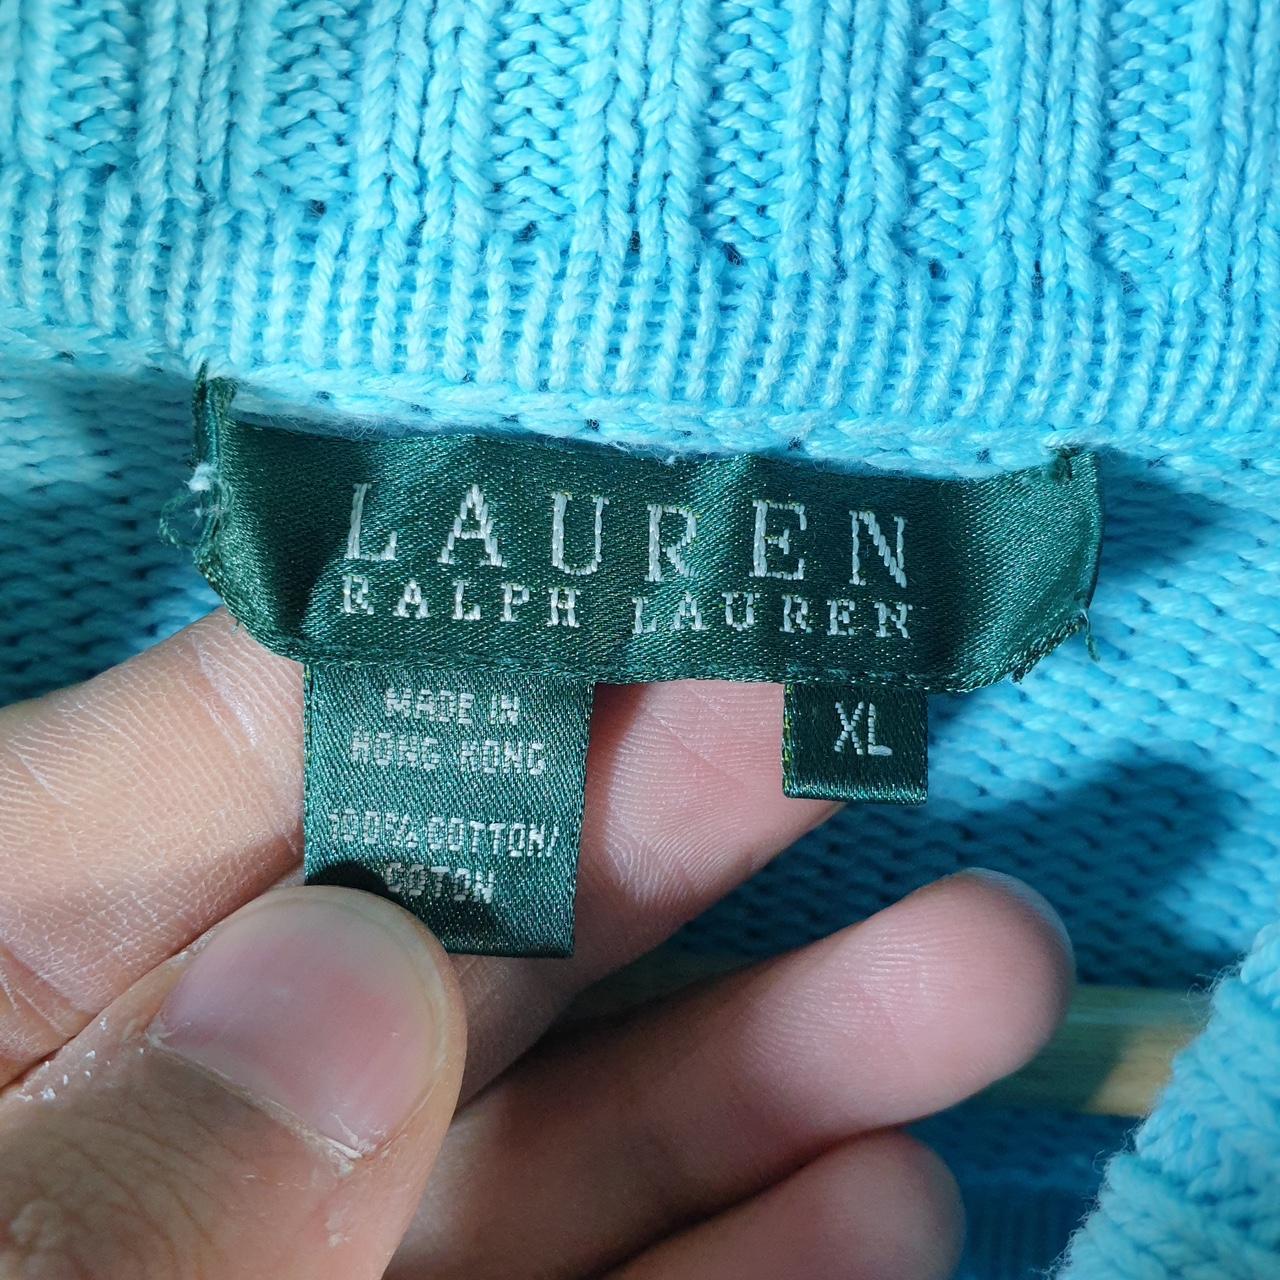 LAUREN
RALPH LAUREN
MADE IN
HONG KONG
100% COTTON/
COTON
XL